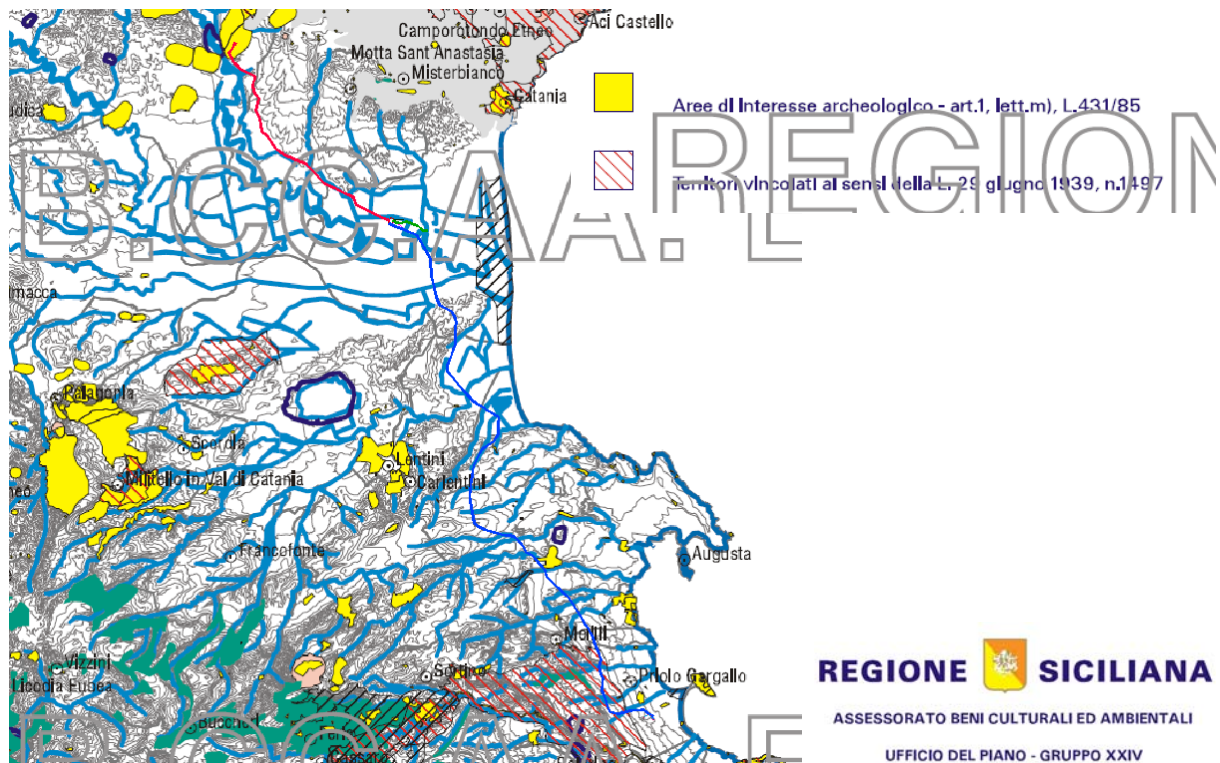 Aci Castello
Camporotondo Etneo
Motta Sant'Anastasia
Misterbianco
Catania
Aree di Interesse archeologico - art.1, lett.m), L.431/85
Territori vincolati ai sensi della L. 29 giugno 1939, n.1497
B.CC.AA. REGION
Palagonia
Scordia
Militello in Val di Catania
Lentini
Carlentini
Francofonte
Augusta
Melilli
Vizzini
Sortino
Priolo Gargallo
Licodia Eubea
Buccheri
REGIONE SICILIANA
ASSESSORATO BENI CULTURALI ED AMBIENTALI
UFFICIO DEL PIANO - GRUPPO XXIV